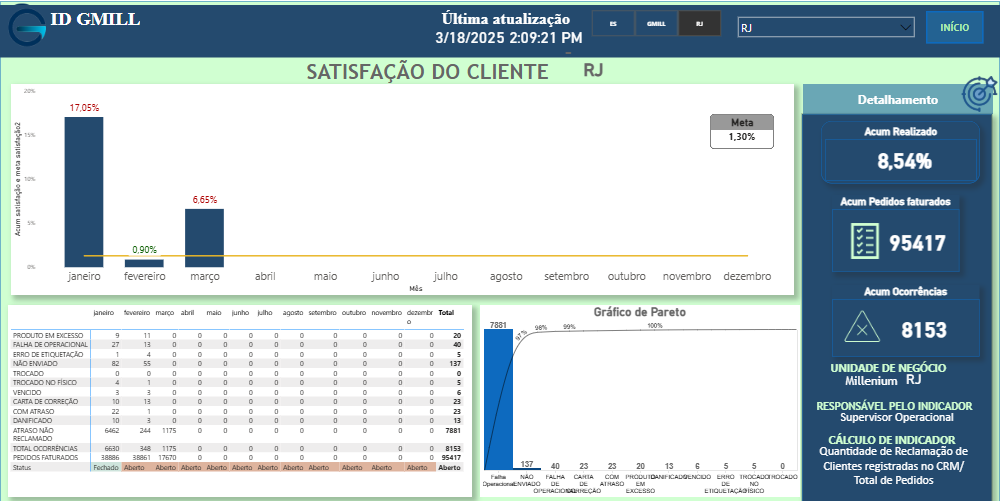 ID GMILL
Última atualização
3/18/2025 2:09:21 PM
ES GMILL RJ
RJ
INÍCIO
SATISFAÇÃO DO CLIENTE RJ
Acum satisfação e meta satisfação2
20%
15%
10%
5%
0%
17,05%
0,90%
6,65%
Meta
1,30%
janeiro fevereiro março abril maio junho julho agosto setembro outubro novembro dezembro
Mês
Detalhamento
Acum Realizado
8,54%
Acum Pedidos faturados
95417
Acum Ocorrências
8153
UNIDADE DE NEGÓCIO
Millenium RJ
RESPONSÁVEL PELO INDICADOR
Supervisor Operacional
CÁLCULO DE INDICADOR
Quantidade de Reclamação de
Clientes registradas no CRM/
Total de Pedidos
janeiro fevereiro março abril maio junho julho agosto setembro outubro novembro dezembr Total
o
PRODUTO EM EXCESSO 9 11 0 0 0 0 0 0 0 0 0 0 20
FALHA DE OPERACIONAL 27 13 0 0 0 0 0 0 0 0 0 0 40
ERRO DE ETIQUETAÇÃO 1 4 0 0 0 0 0 0 0 0 0 0 5
NÃO ENVIADO 82 55 0 0 0 0 0 0 0 0 0 0 137
TROCADO 0 0 0 0 0 0 0 0 0 0 0 0 0
TROCADO NO FÍSICO 4 1 0 0 0 0 0 0 0 0 0 0 5
VENCIDO 3 3 0 0 0 0 0 0 0 0 0 0 6
CARTA DE CORREÇÃO 10 13 0 0 0 0 0 0 0 0 0 0 23
COM ATRASO 22 1 0 0 0 0 0 0 0 0 0 0 23
DANIFICADO 10 3 0 0 0 0 0 0 0 0 0 0 13
ATRASO NÃO 6462 244 1175 0 0 0 0 0 0 0 0 0 7881
RECLAMADO
TOTAL OCORRÊNCIAS 6630 348 1175 0 0 0 0 0 0 0 0 0 8153
PEDIDOS FATURADOS 38886 38861 17670 0 0 0 0 0 0 0 0 0 95417
Status Fechado Aberto Aberto Aberto Aberto Aberto Aberto Aberto Aberto Aberto Aberto Aberto Aberto
Gráfico de Pareto
7881
97% 98% 99% 100%
137 40 23 23 20 13 6 5 5 0
Falha NÃO FALHA CARTA COM PRODUTO DANIFICADO VENCIDO ERRO TROCADO TROCADO
Operacional ENVIADO DE DE ATRASO EM DE NO
OPERACIONAL CORREÇÃO EXCESSO ETIQUETAÇÃO FÍSICO